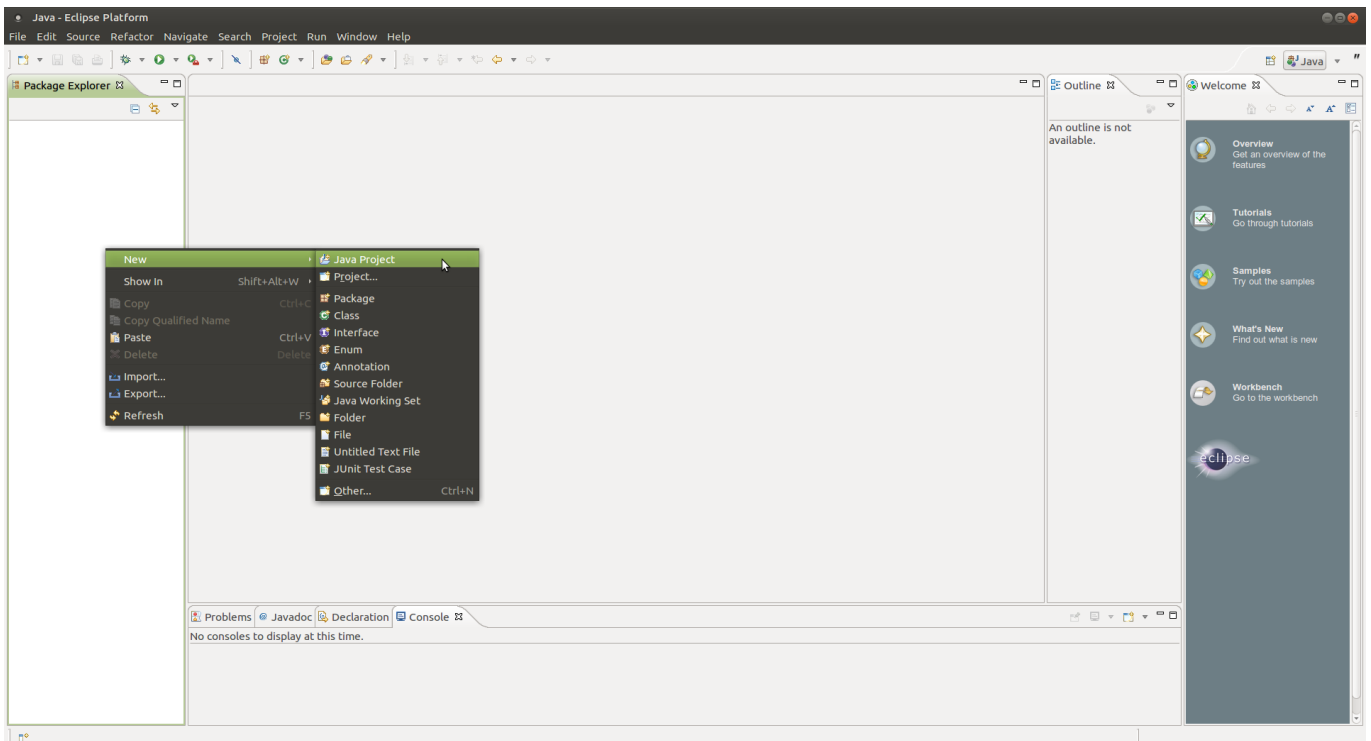 Java - Eclipse Platform
File Edit Source Refactor Navigate Search Project Run Window Help
Java
Package Explorer
Outline
Welcome
An outline is not
available.
Overview
Get an overview of the
features
Tutorials
Go through tutorials
Samples
Try out the samples
What's New
Find out what is new
Workbench
Go to the workbench
eclipse
New
Show In Shift+Alt+W
Copy Ctrl+C
Copy Qualified Name
Paste Ctrl+V
Delete Delete
Import...
Export...
Refresh F5
Java Project
Project...
Package
Class
Interface
Enum
Annotation
Source Folder
Java Working Set
Folder
File
Untitled Text File
JUnit Test Case
Other... Ctrl+N
Problems Javadoc Declaration Console
No consoles to display at this time.